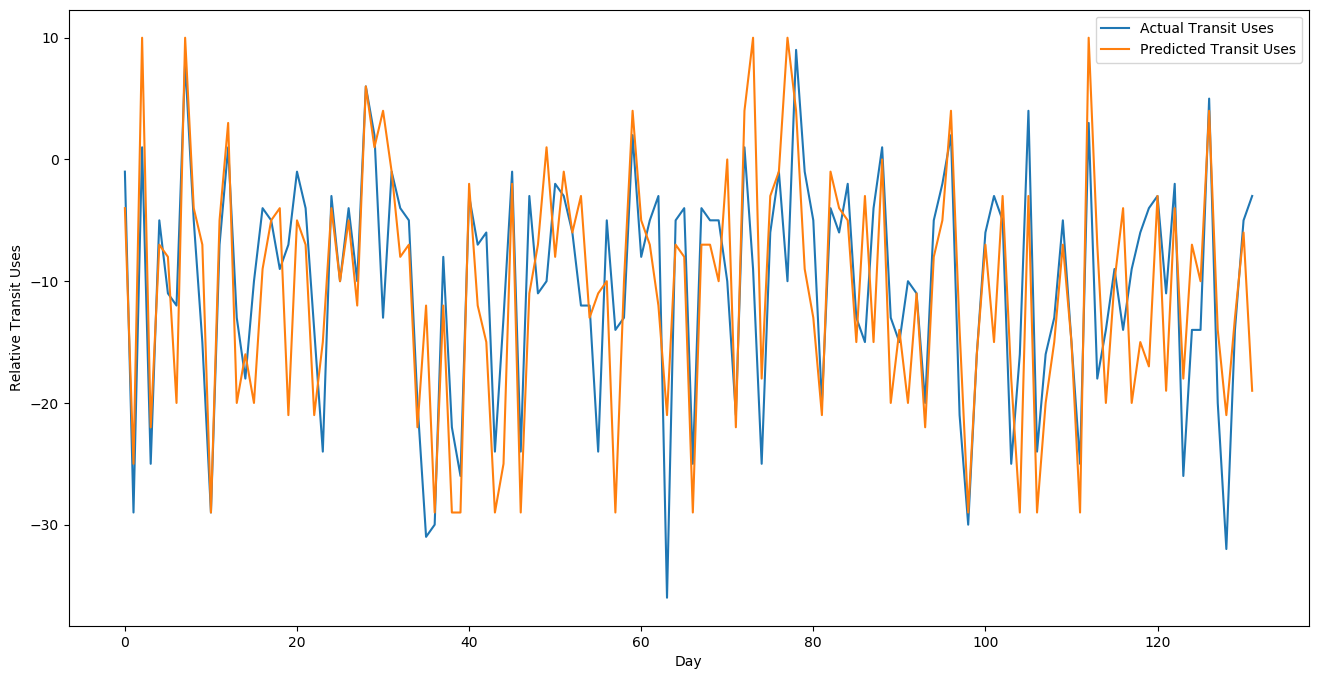 Actual Transit Uses
Predicted Transit Uses
Relative Transit Uses
10
0
−10
−20
−30
0 20 40 60 80 100 120
Day